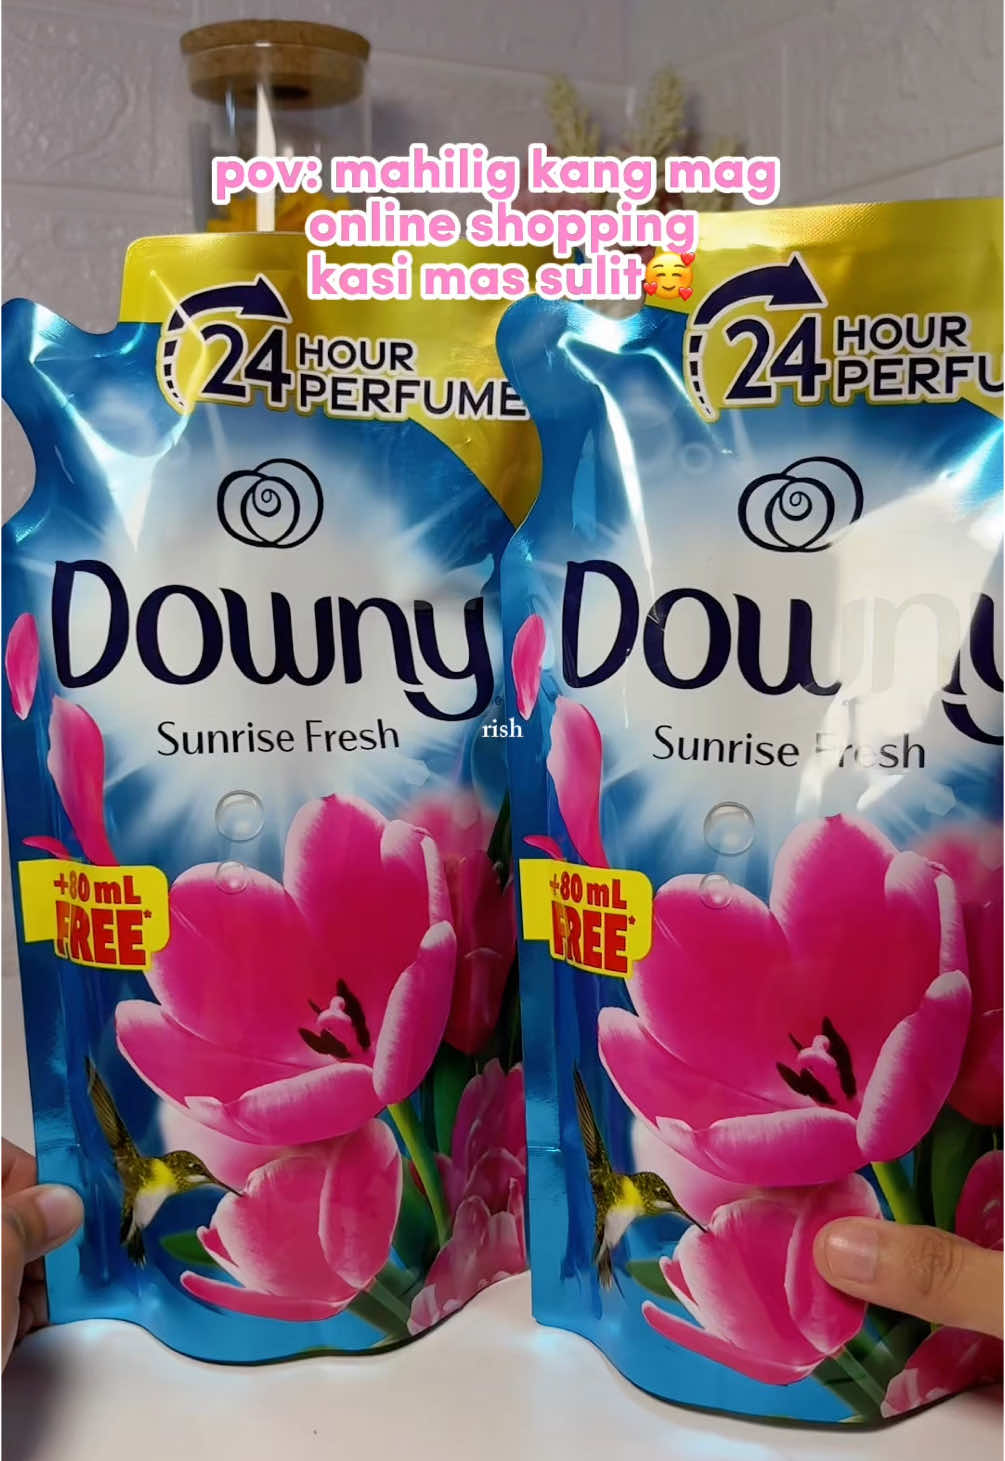 pov: mahilig kang mag
online shopping
kasi mas sulit🥰
24 HOUR
PERFUME
24 HOUR
PERFU
Downy
Sunrise Fresh
Downy
Sunrise Fresh
rish
+80 mL
FREE*
+80 mL
FREE*